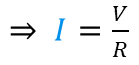 ⇒ I = V/R